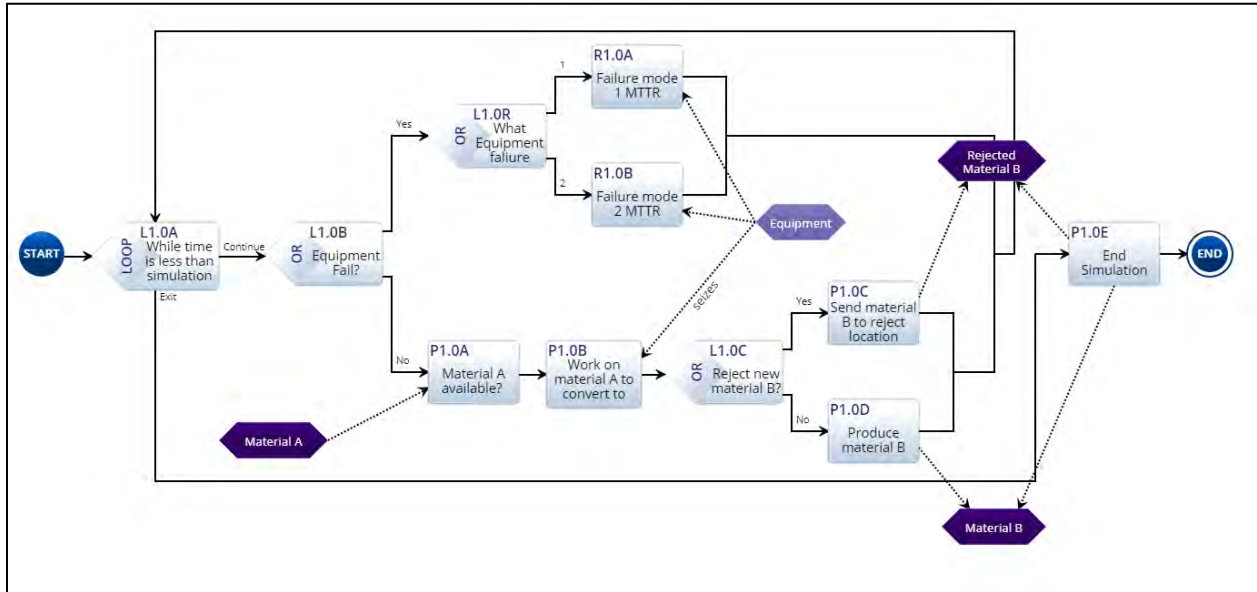 START
L1.0A
LOOP
While time
is less than
simulation
Continue
Exit
L1.0B
OR
Equipment
Fail?
Yes
No
L1.0R
OR
What
Equipment
faliure
1
2
R1.0A
Failure mode
1 MTTR
R1.0B
Failure mode
2 MTTR
Equipment
seizes
Material A
P1.0A
Material A
available?
P1.0B
Work on
material A to
convert to
L1.0C
OR
Reject new
material B?
Yes
No
P1.0C
Send material
B to reject
location
P1.0D
Produce
material B
Rejected
Material B
Material B
P1.0E
End
Simulation
END